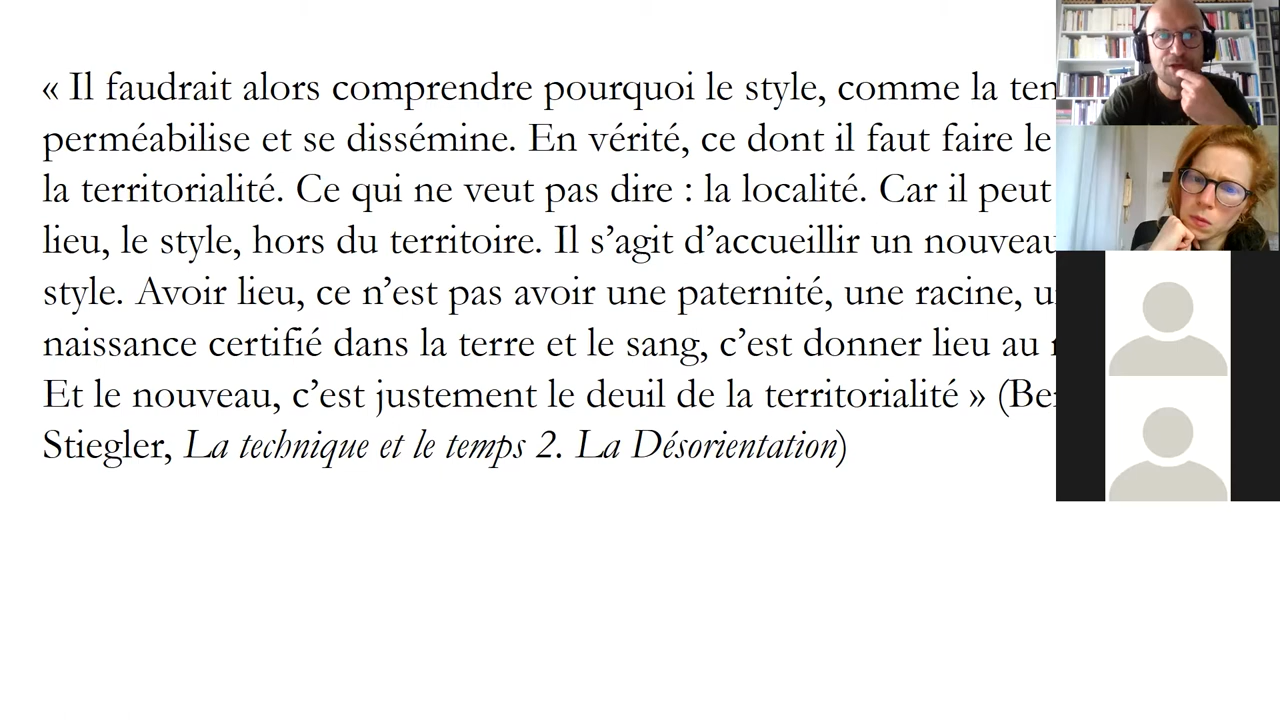 « Il faudrait alors comprendre pourquoi le style, comme la
perméabilise et se dissémine. En vérité, ce dont il faut faire le
la territorialité. Ce qui ne veut pas dire : la localité. Car il peut
lieu, le style, hors du territoire. Il s’agit d’accueillir un nouveau
style. Avoir lieu, ce n’est pas avoir une paternité, une racine,
naissance certifié dans la terre et le sang, c’est donner lieu au
Et le nouveau, c’est justement le deuil de la territorialité » (
Stiegler, La technique et le temps 2. La Désorientation)